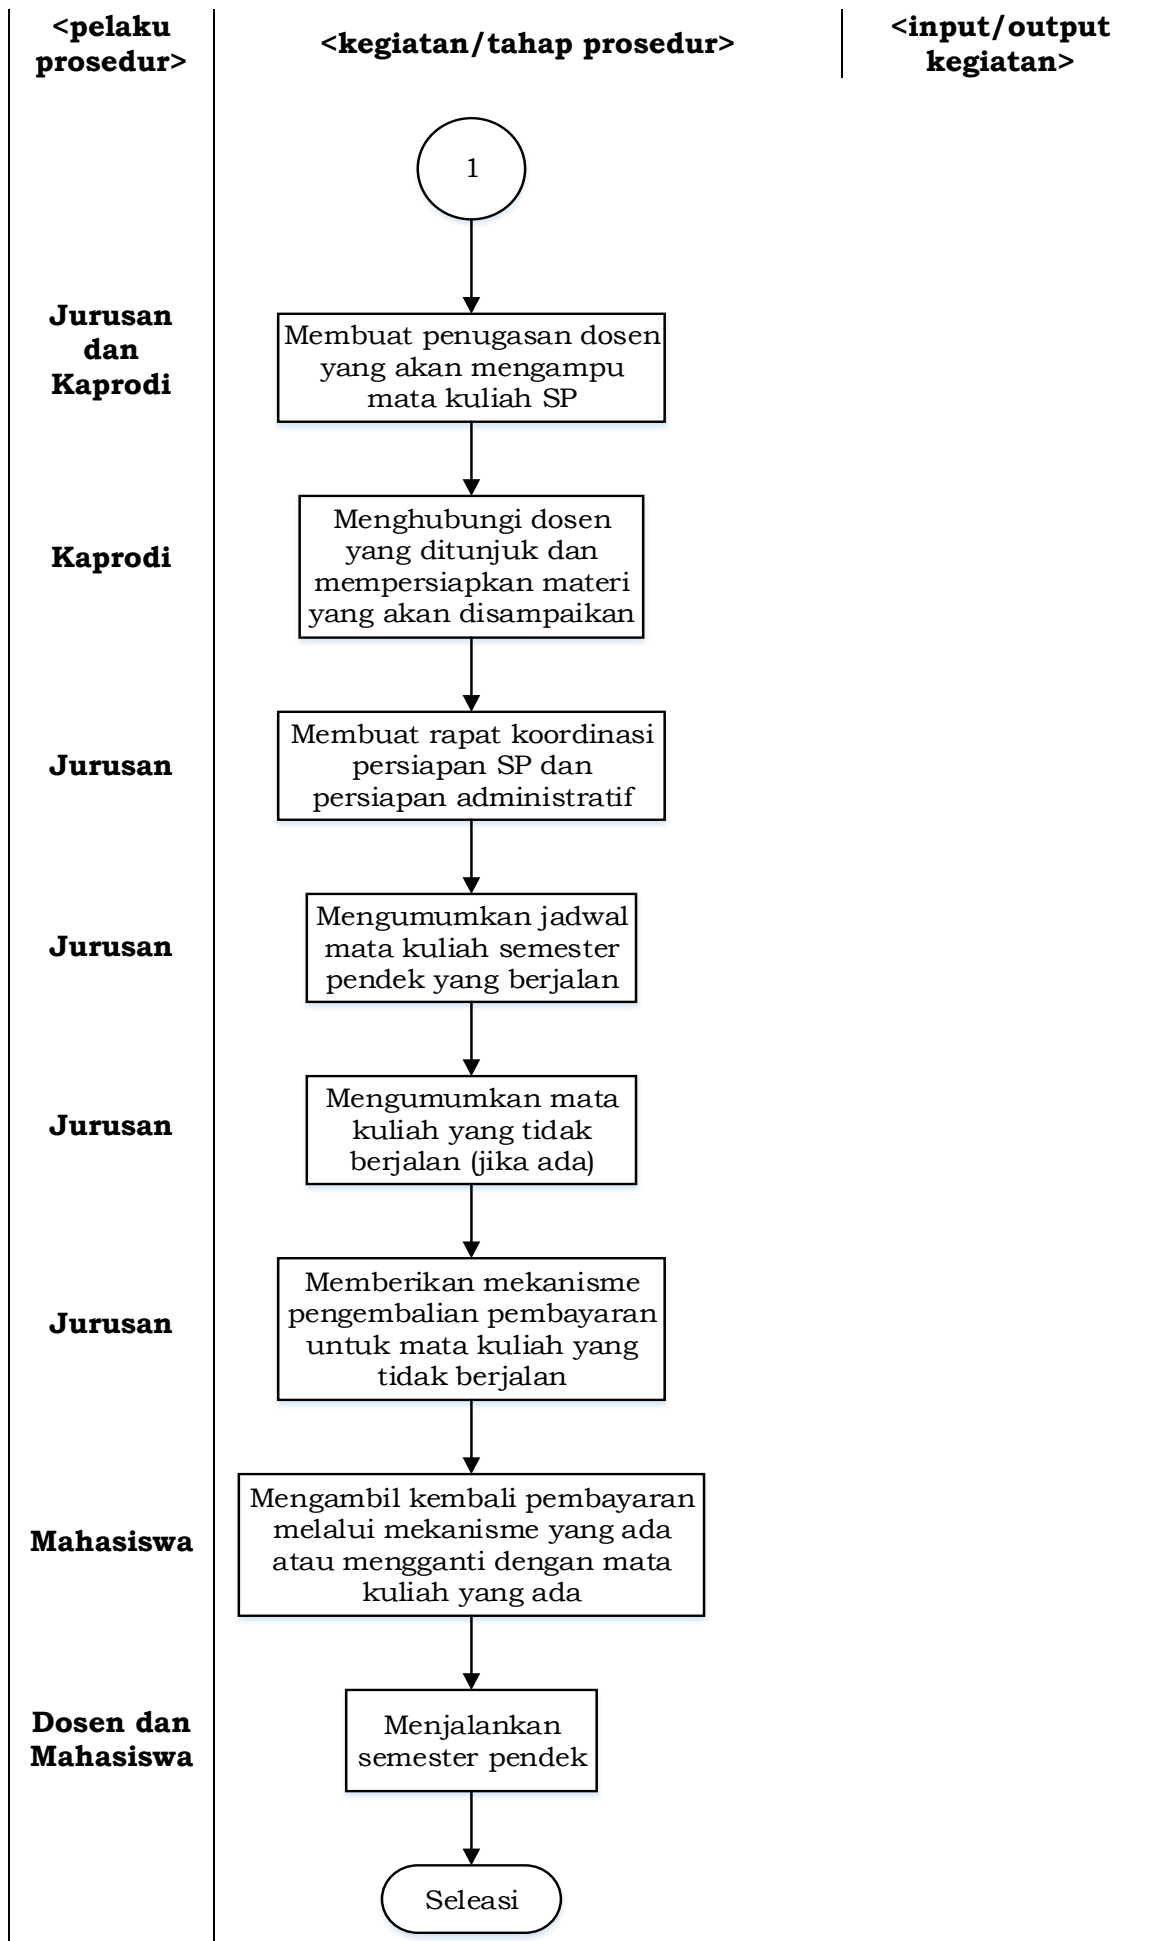 <pelaku
prosedur>
<kegiatan/tahap prosedur>
<input/output
kegiatan>
1
Jurusan
dan
Kaprodi
Membuat penugasan dosen
yang akan mengampu
mata kuliah SP
Kaprodi
Menghubungi dosen
yang ditunjuk dan
mempersiapkan materi
yang akan disampaikan
Jurusan
Membuat rapat koordinasi
persiapan SP dan
persiapan administratif
Jurusan
Mengumumkan jadwal
mata kuliah semester
pendek yang berjalan
Jurusan
Mengumumkan mata
kuliah yang tidak
berjalan (jika ada)
Jurusan
Memberikan mekanisme
pengembalian pembayaran
untuk mata kuliah yang
tidak berjalan
Mahasiswa
Mengambil kembali pembayaran
melalui mekanisme yang ada
atau mengganti dengan mata
kuliah yang ada
Dosen dan
Mahasiswa
Menjalankan
semester pendek
Seleasi